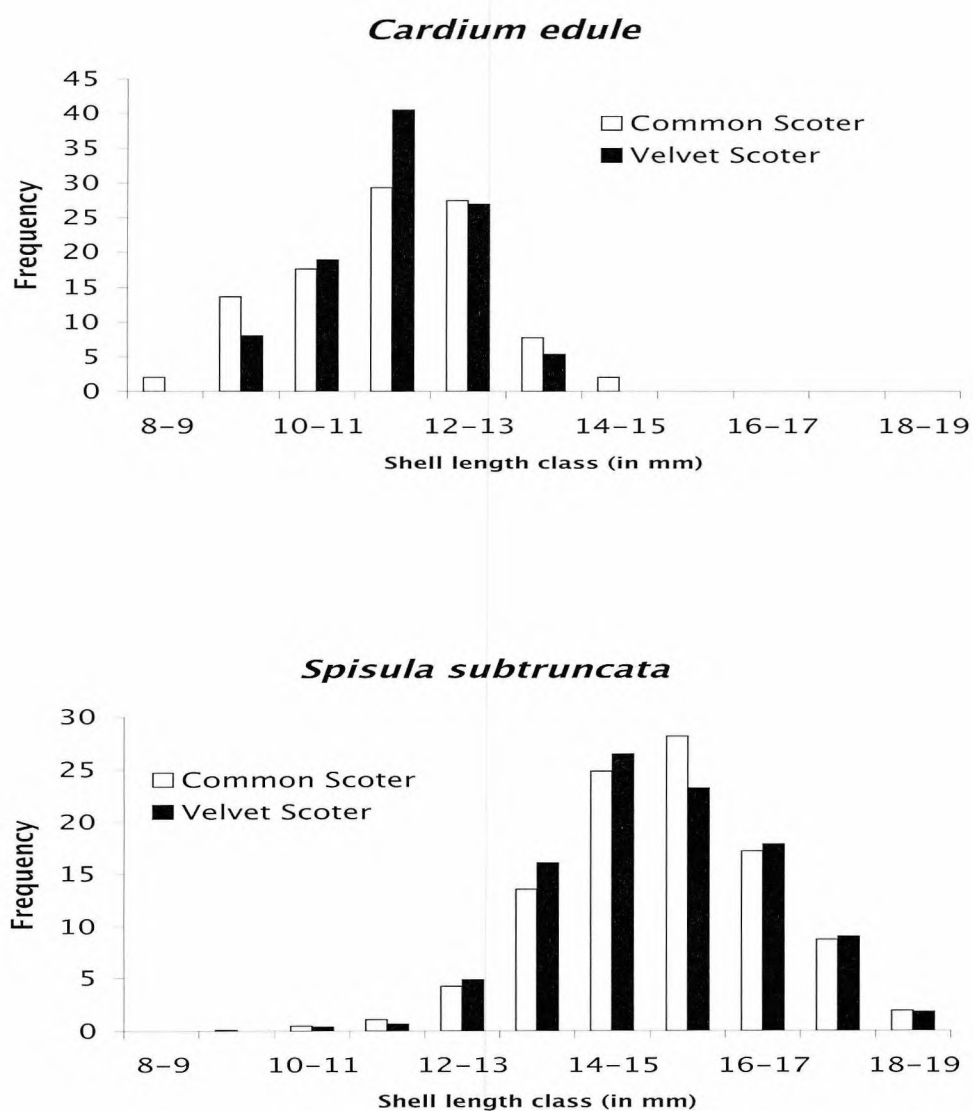 Cardium edule
45
40
35
30
25
20
15
10
5
0
Frequency
Common Scoter
Velvet Scoter
8–9 10–11 12–13 14–15 16–17 18–19
Shell length class (in mm)
Spisula subtruncata
30
25
20
15
10
5
0
Frequency
Common Scoter
Velvet Scoter
8–9 10–11 12–13 14–15 16–17 18–19
Shell length class (in mm)